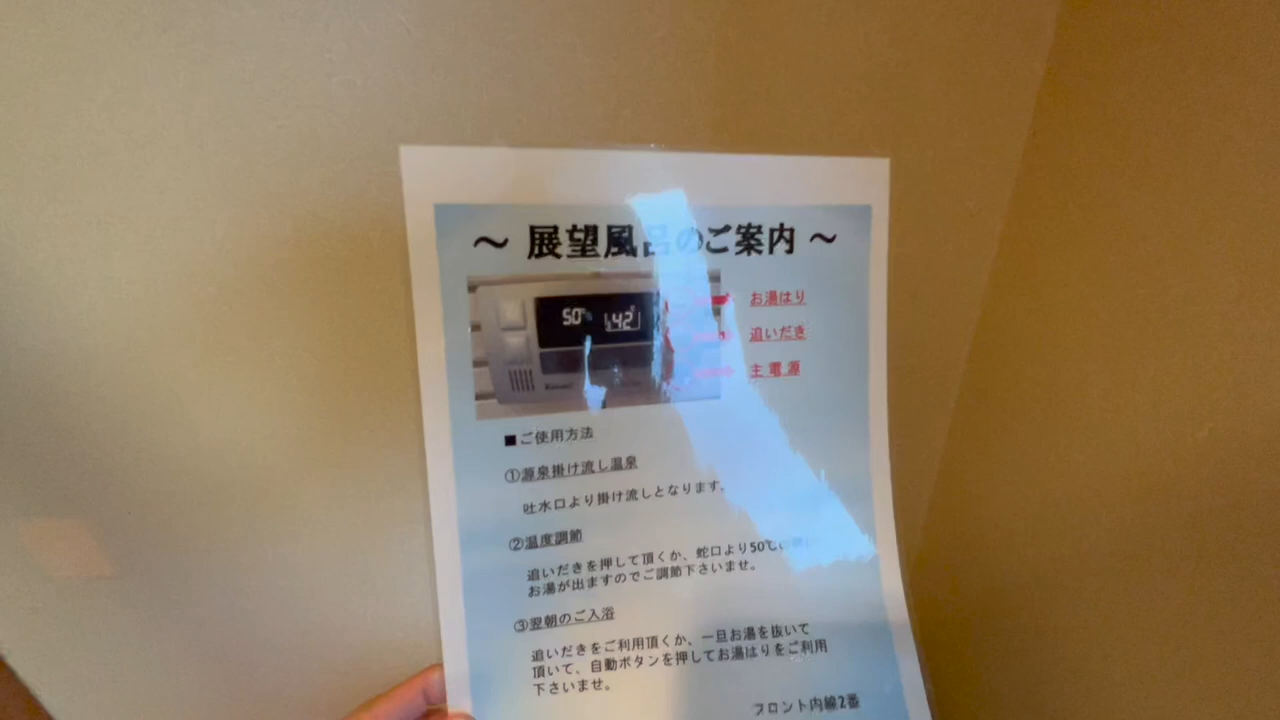 ～ 展望風呂のご案内 ～
50℃ 42
お湯はり
追いだき
主電源
■ご使用方法
①源泉掛け流し温泉
吐水口より掛け流しとなります。
②温度調節
追いだきを押して頂くか、蛇口より50℃の
お湯が出ますのでご調節下さいませ。
③翌朝のご入浴
追いだきをご利用頂くか、一旦お湯を抜いて
頂いて、自動ボタンを押してお湯はりをご利用
下さいませ。
フロント内線2番